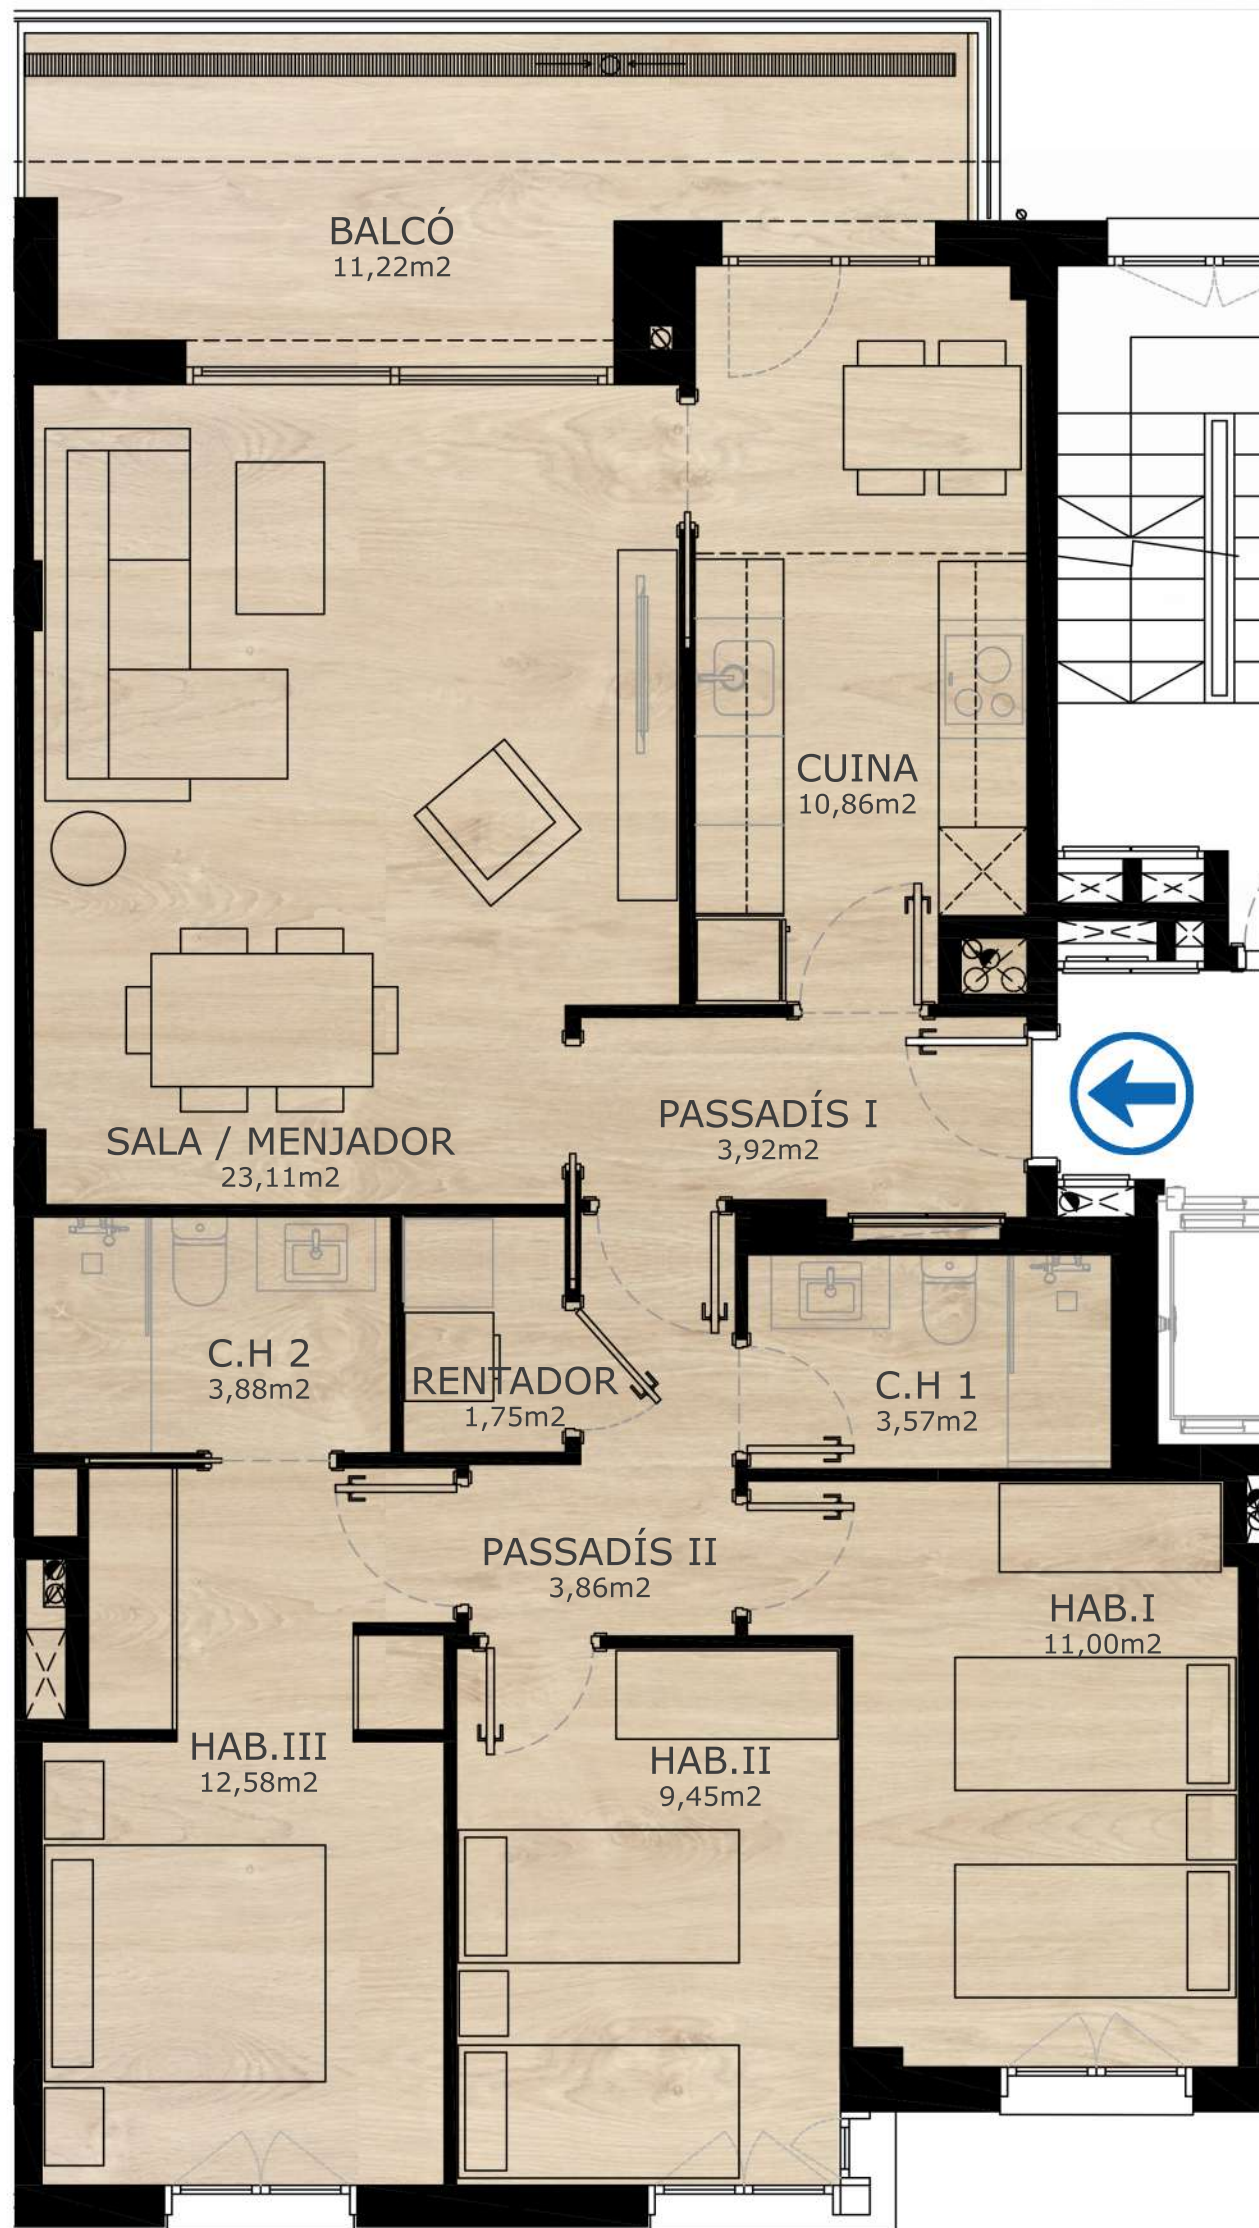 BALCÓ
11,22m2
CUINA
10,86m2
PASSADÍS I
3,92m2
SALA / MENJADOR
23,11m2
C.H 2
3,88m2
RENTADOR
1,75m2
C.H 1
3,57m2
PASSADÍS II
3,86m2
HAB.I
11,00m2
HAB.III
12,58m2
HAB.II
9,45m2